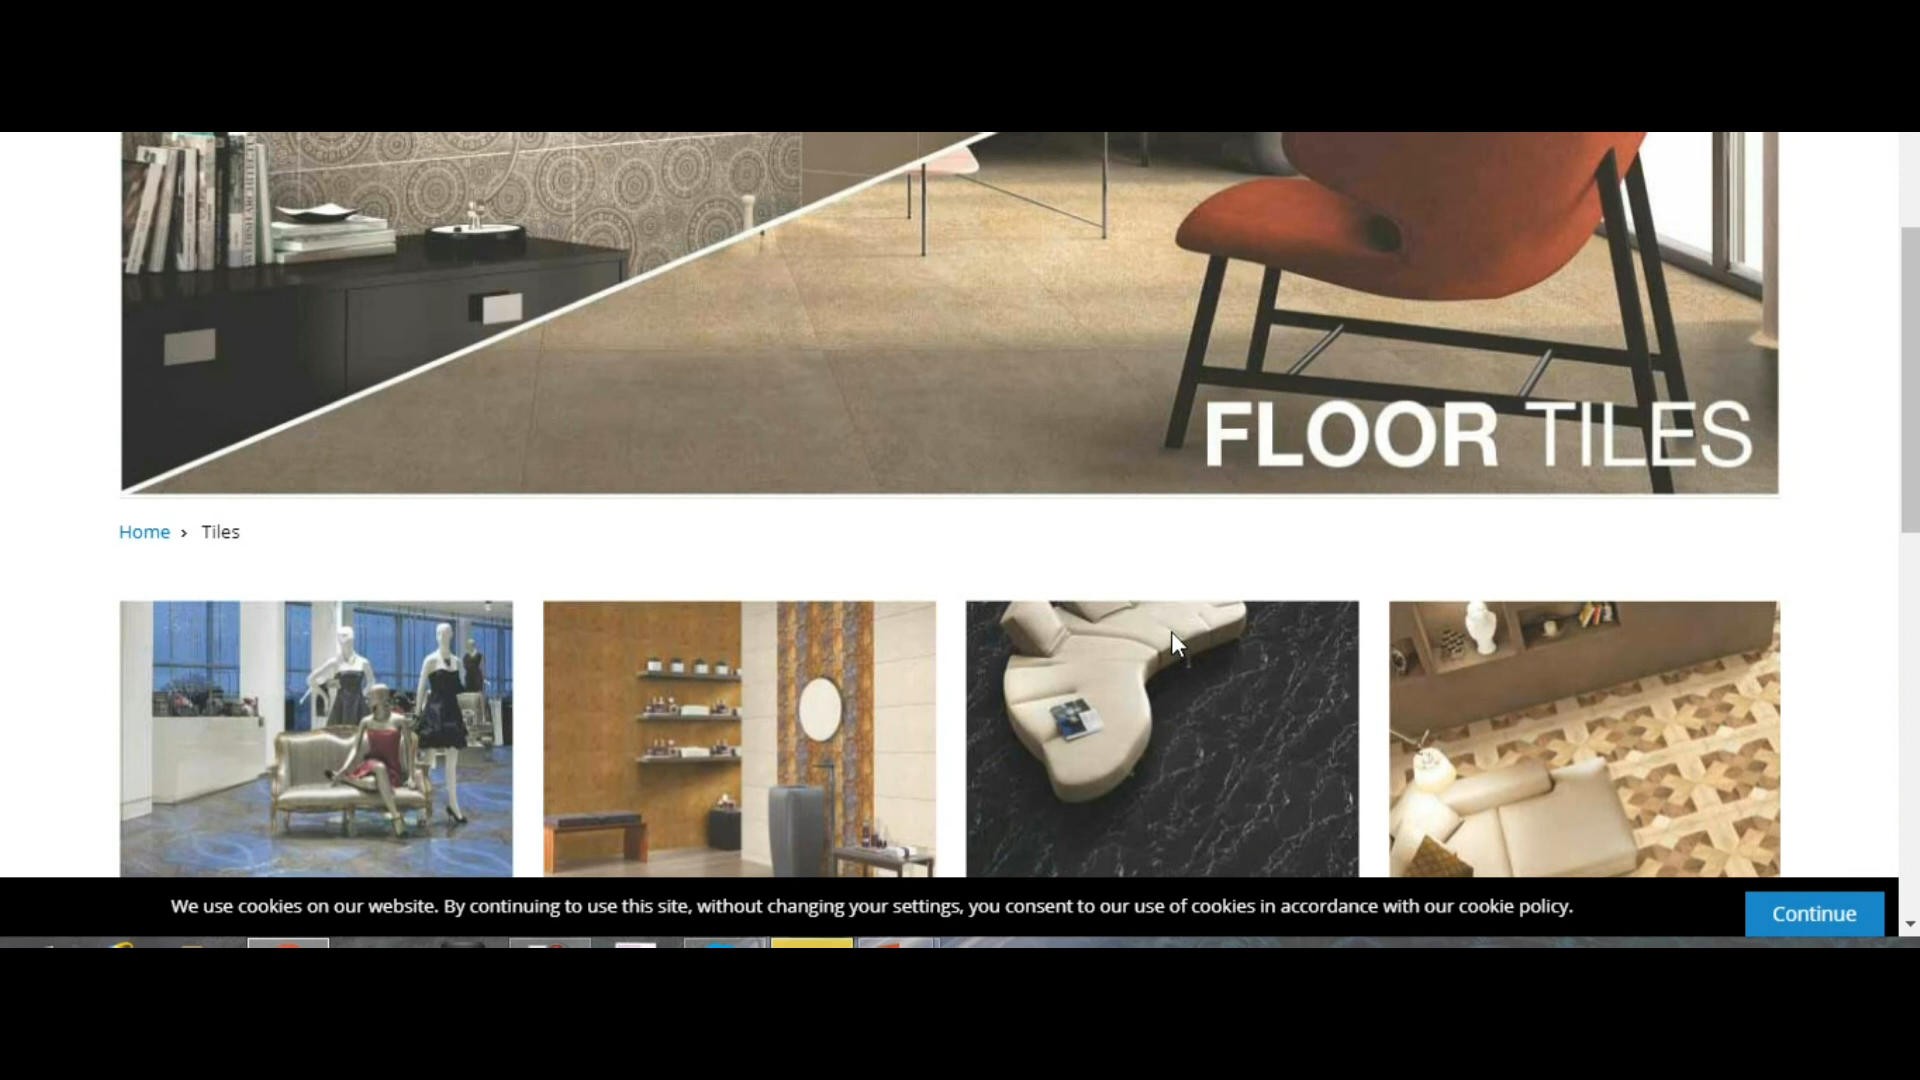 FLOOR TILES
Home › Tiles
We use cookies on our website. By continuing to use this site, without changing your settings, you consent to our use of cookies in accordance with our cookie policy.
Continue